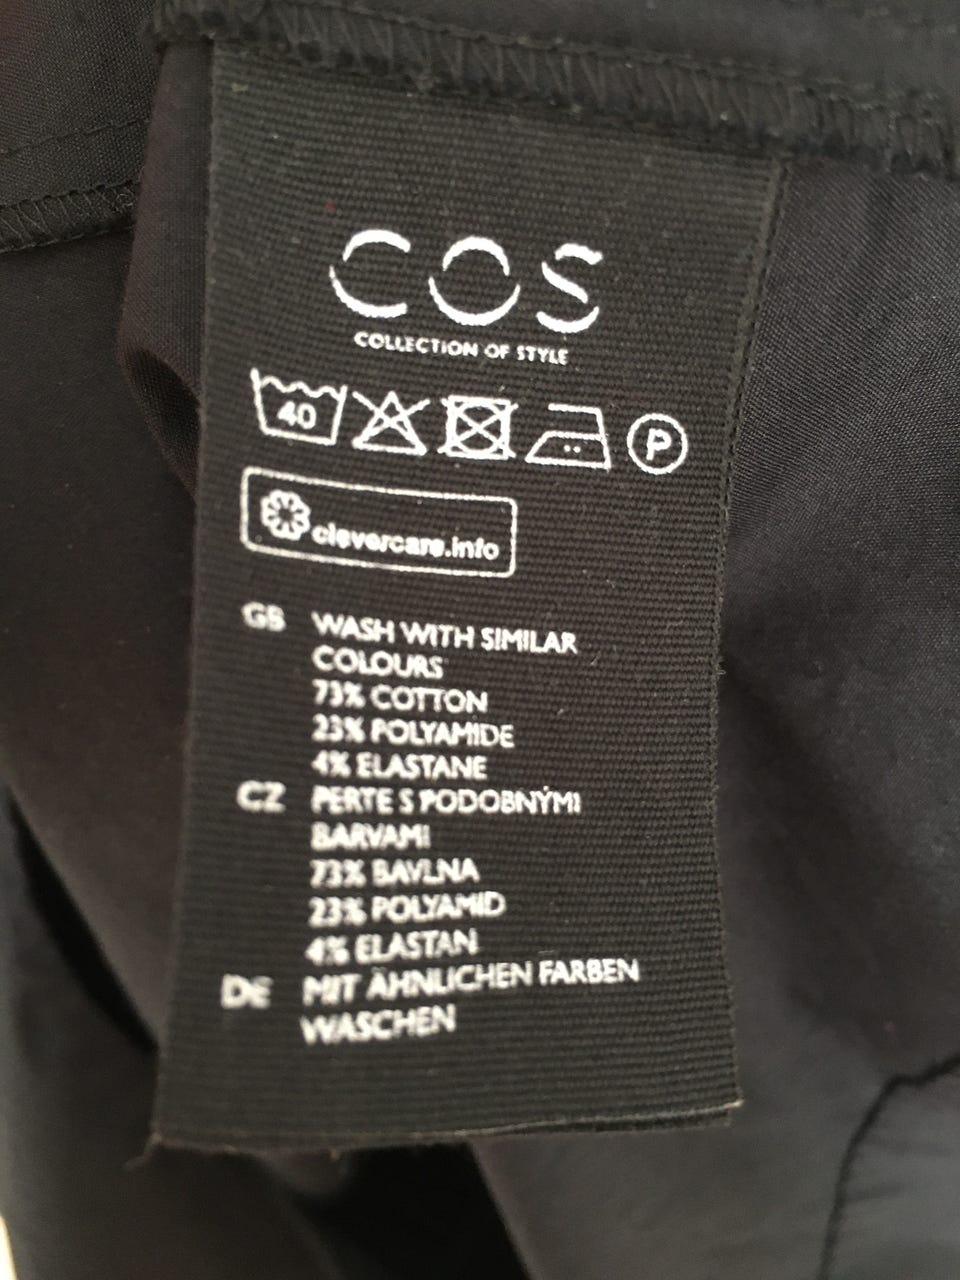 COS
COLLECTION OF STYLE
40 P
clevercare.info
GB WASH WITH SIMILAR
COLOURS
73% COTTON
23% POLYAMIDE
4% ELASTANE
CZ PERTE S PODOBNÝMI
BARVAMI
73% BAVLNA
23% POLYAMID
4% ELASTAN
DE MIT ÄHNLICHEN FARBEN
WASCHEN